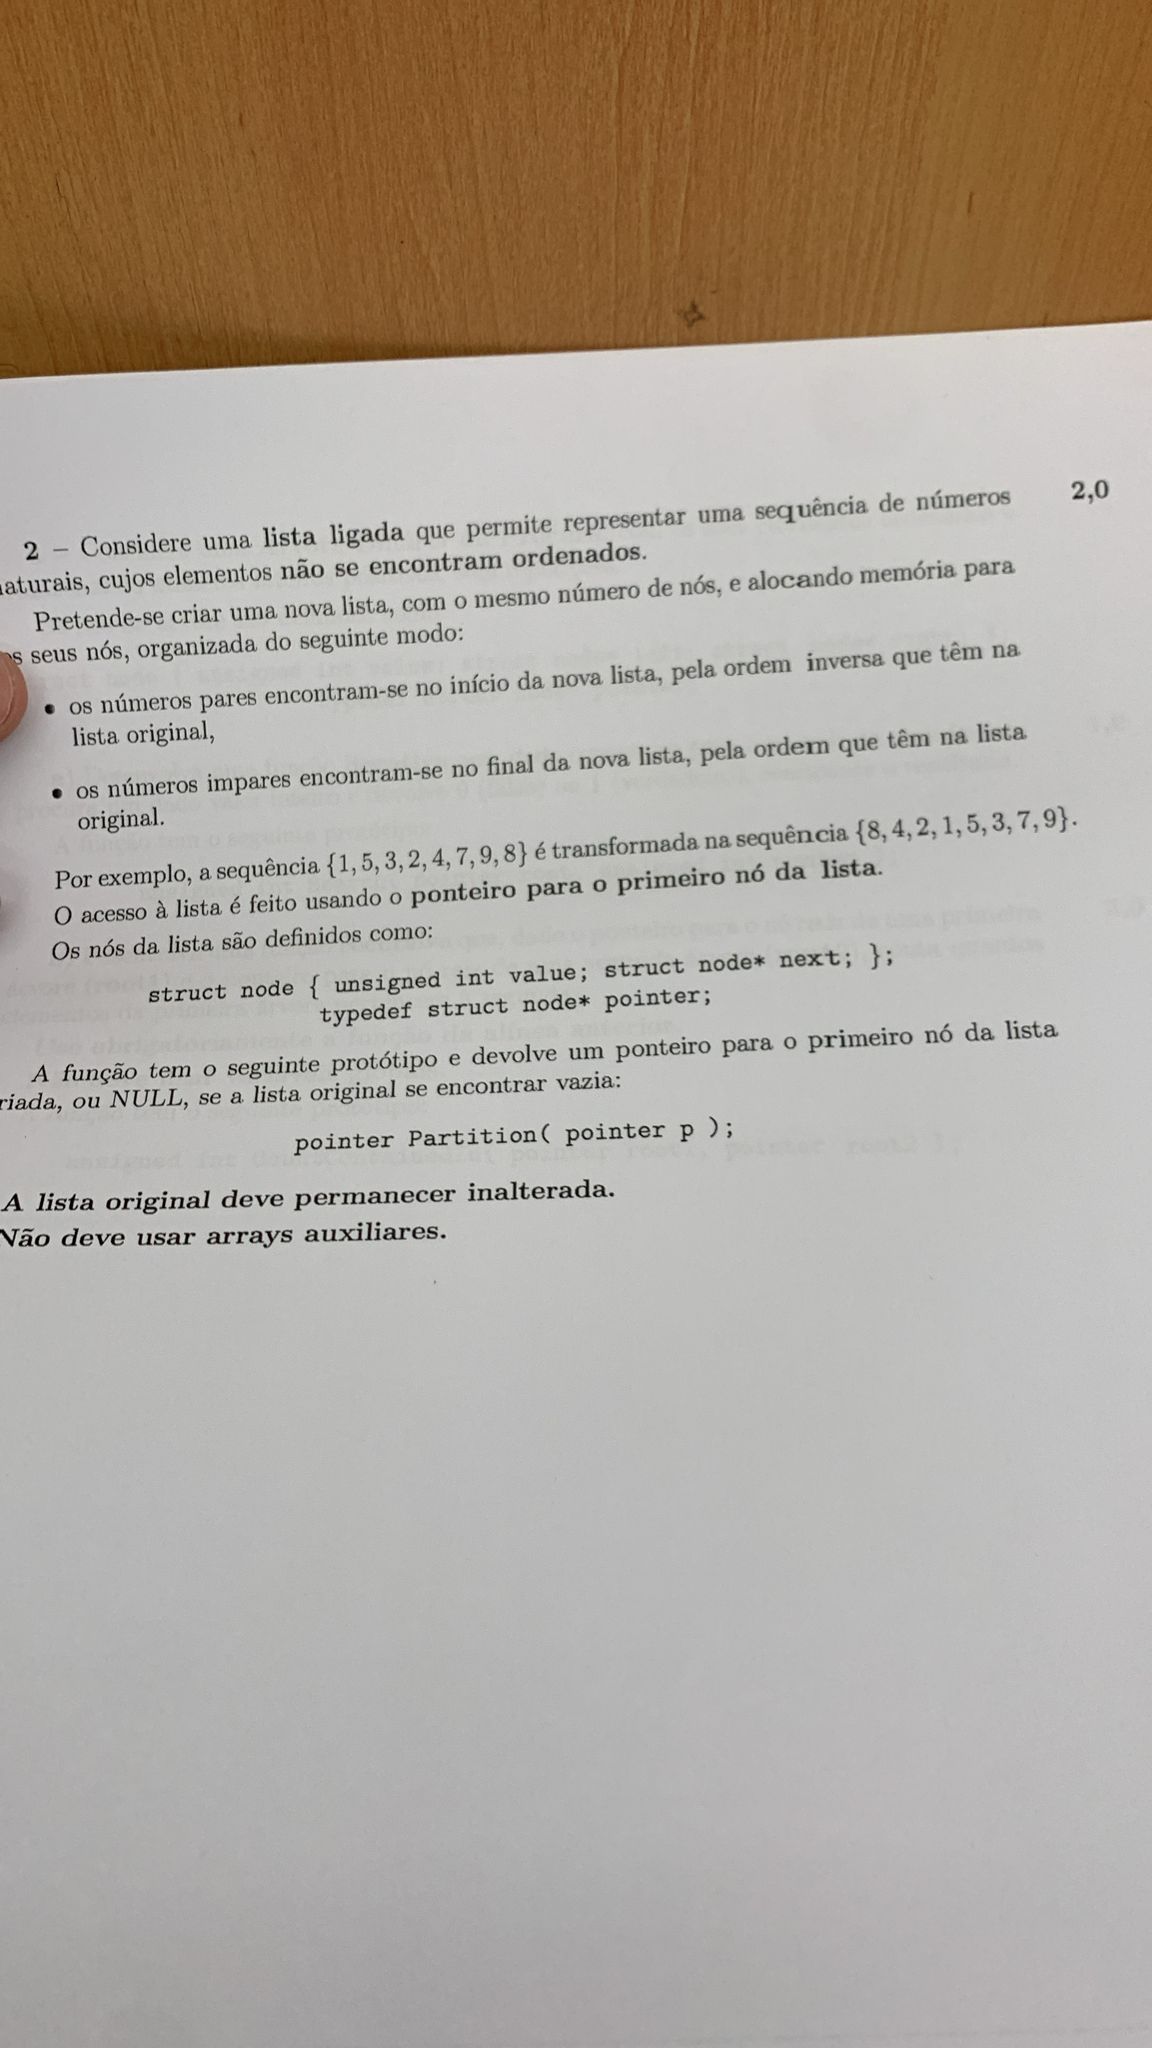 2 – Considere uma lista ligada que permite representar uma sequência de números 2,0
naturais, cujos elementos não se encontram ordenados.
Pretende-se criar uma nova lista, com o mesmo número de nós, e alocando memória para
os seus nós, organizada do seguinte modo:
• os números pares encontram-se no início da nova lista, pela ordem inversa que têm na
lista original,
• os números impares encontram-se no final da nova lista, pela ordem que têm na lista
original.
Por exemplo, a sequência {1, 5, 3, 2, 4, 7, 9, 8} é transformada na sequência {8, 4, 2, 1, 5, 3, 7, 9}.
O acesso à lista é feito usando o ponteiro para o primeiro nó da lista.
Os nós da lista são definidos como:
struct node { unsigned int value; struct node* next; };
typedef struct node* pointer;
A função tem o seguinte protótipo e devolve um ponteiro para o primeiro nó da lista
riada, ou NULL, se a lista original se encontrar vazia:
pointer Partition( pointer p );
A lista original deve permanecer inalterada.
Não deve usar arrays auxiliares.